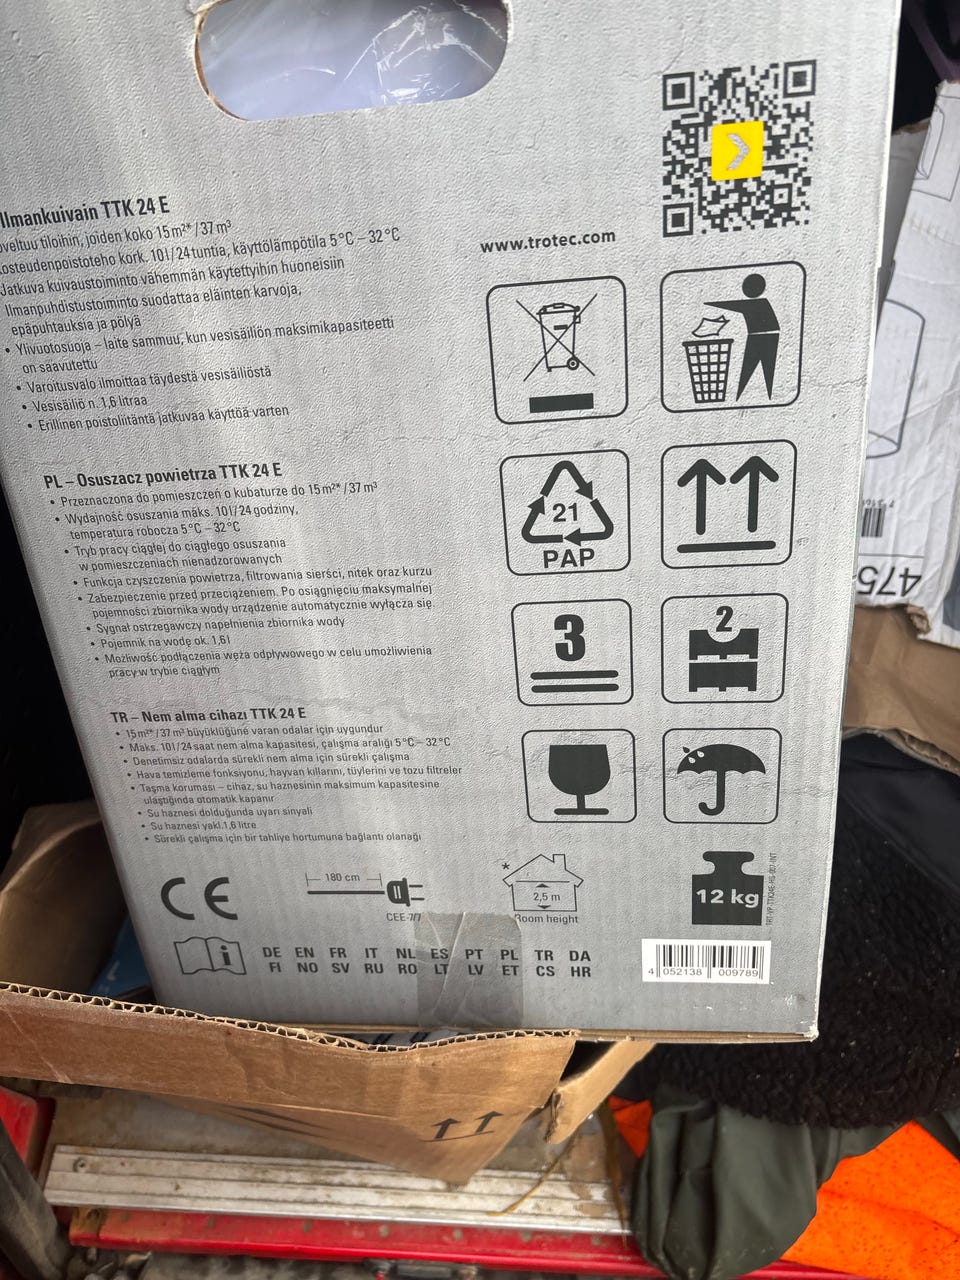 Ilmankuivain TTK 24 E
oveltuu tiloihin, joiden koko 15 m²* / 37 m³
osteudenpoistoteho kork. 10 l / 24 tuntia, käyttölämpötila 5 °C – 32 °C
Jatkuva kuivaustoiminto vähemmän käytettyihin huoneisiin
Ilmanpuhdistustoiminto suodattaa eläinten karvoja,
epäpuhtauksia ja pölyä
• Ylivuotosuoja – laite sammuu, kun vesisäiliön maksimikapasiteetti
on saavutettu
• Varoitusvalo ilmoittaa täydestä vesisäiliöstä
• Vesisäiliö n. 1,6 litraa
• Erillinen poistoliitäntä jatkuvaa käyttöä varten
PL – Osuszacz powietrza TTK 24 E
• Przeznaczona do pomieszczeń o kubaturze do 15 m²* / 37 m³
• Wydajność osuszania maks. 10 l / 24 godziny,
temperatura robocza 5 °C – 32 °C
• Tryb pracy ciągłej do ciągłego osuszania
w pomieszczeniach nienadzorowanych
• Funkcja czyszczenia powietrza, filtrowania sierści, nitek oraz kurzu
• Zabezpieczenie przed przeciążeniem. Po osiągnięciu maksymalnej
pojemności zbiornika wody urządzenie automatycznie wyłącza się.
• Sygnał ostrzegawczy napełnienia zbiornika wody
• Pojemnik na wodę ok. 1,6 l
• Możliwość podłączenia węża odpływowego w celu umożliwienia
pracy w trybie ciągłym
TR – Nem alma cihazı TTK 24 E
• 15 m²* / 37 m³ büyüklüğüne varan odalar için uygundur
• Maks. 10 l / 24 saat nem alma kapasitesi, çalışma aralığı 5 °C – 32 °C
• Denetimsiz odalarda sürekli nem alma için sürekli çalışma
• Hava temizleme fonksiyonu, hayvan kıllarını, tüylerini ve tozu filtreler
• Taşma koruması – cihaz, su haznesinin maksimum kapasitesine
ulaştığında otomatik kapanır
• Su haznesi dolduğunda uyarı sinyali
• Su haznesi yakl. 1,6 litre
• Sürekli çalışma için bir tahliye hortumuna bağlantı olanağı
www.trotec.com
21
PAP
3
2
CE
180 cm
CEE-7/7
*
2,5 m
Room height
12 kg
TRT-VP-TTK24E-HS-007-INT
i
DE EN FR IT NL ES PT PL TR DA
FI NO SV RU RO LT LV ET CS HR
4 052138 009789
475